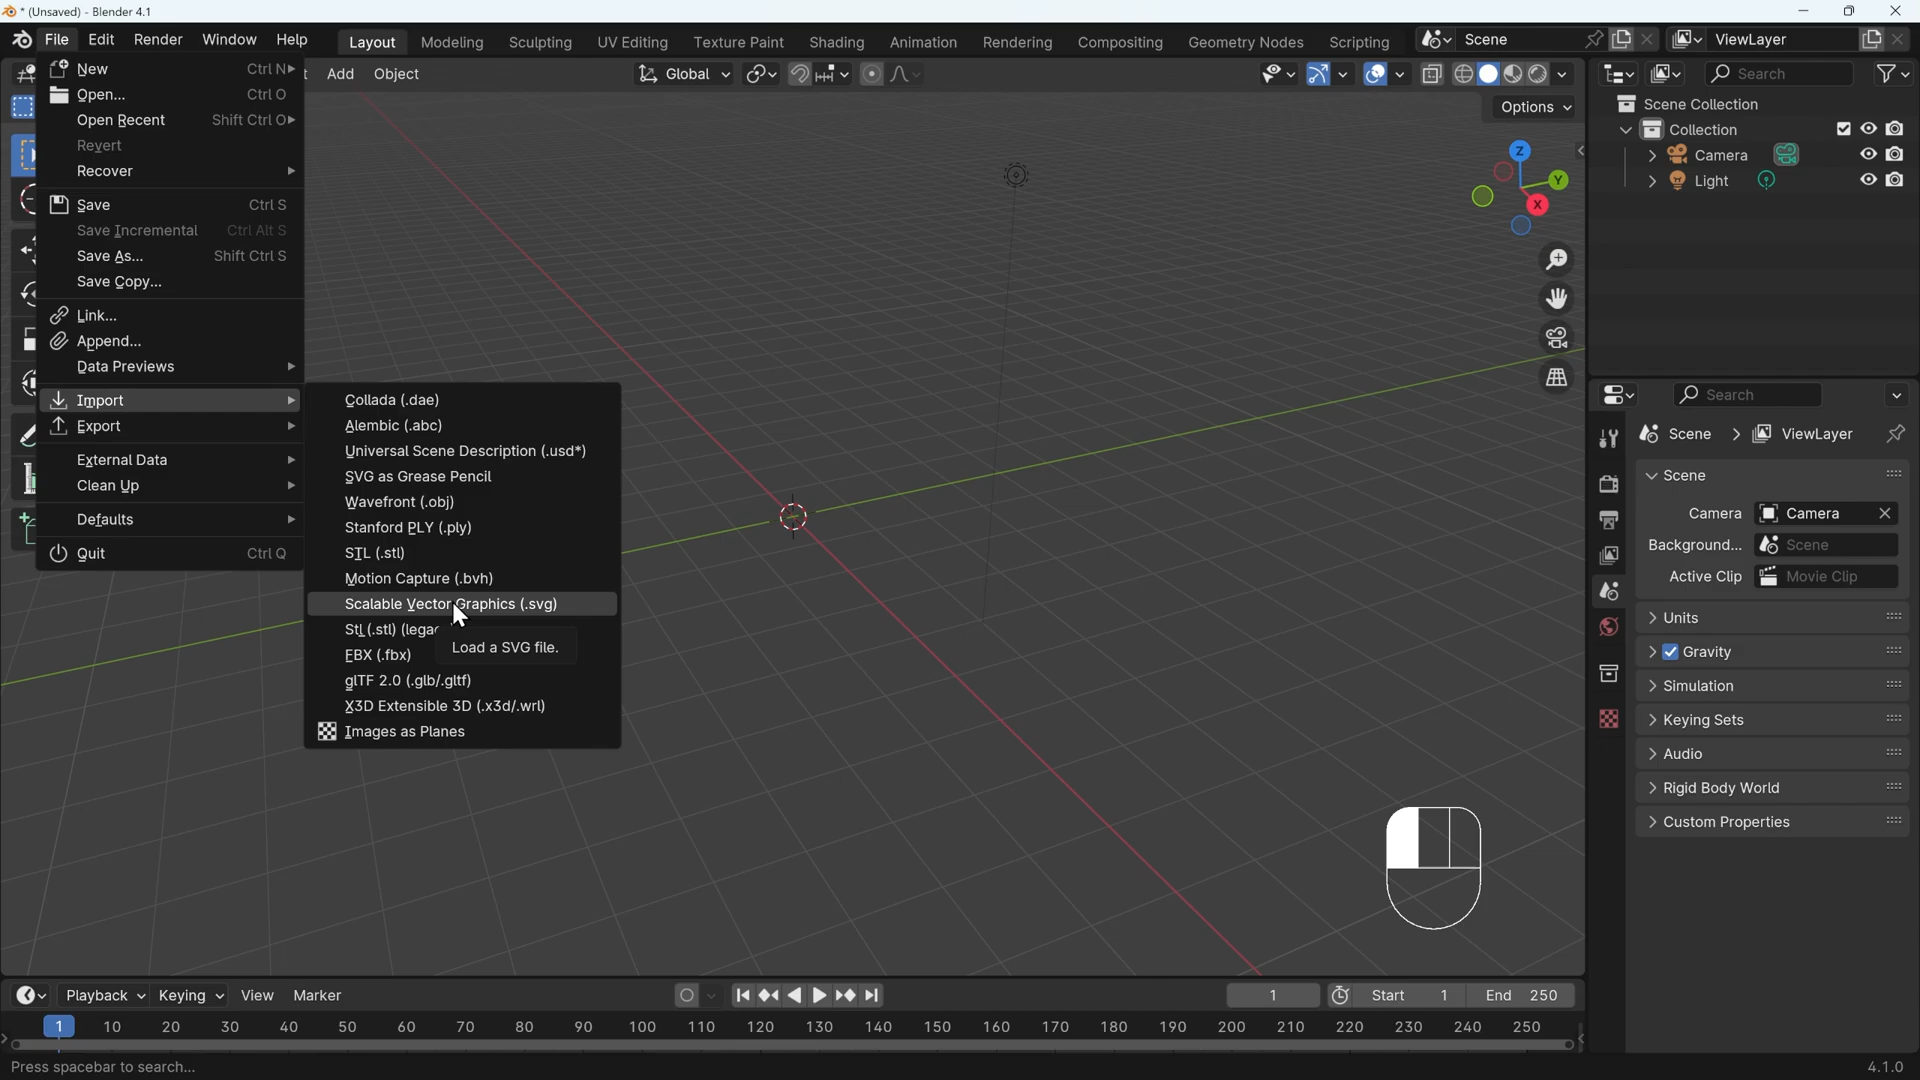 * (Unsaved) - Blender 4.1
File Edit Render Window Help
Layout Modeling Sculpting UV Editing Texture Paint Shading Animation Rendering Compositing Geometry Nodes Scripting
Scene
ViewLayer
New Ctrl N
Open... Ctrl O
Open Recent Shift Ctrl O
Revert
Recover
Save Ctrl S
Save Incremental Ctrl Alt S
Save As... Shift Ctrl S
Save Copy...
Link...
Append...
Data Previews
Import
Export
External Data
Clean Up
Defaults
Quit Ctrl Q
Add Object
Global
Options
Z
Y
X
Collada (.dae)
Alembic (.abc)
Universal Scene Description (.usd*)
SVG as Grease Pencil
Wavefront (.obj)
Stanford PLY (.ply)
STL (.stl)
Motion Capture (.bvh)
Scalable Vector Graphics (.svg)
Stl (.stl)
Load a SVG file.
FBX (.fbx)
glTF 2.0 (.glb/.gltf)
X3D Extensible 3D (.x3d/.wrl)
Images as Planes
Search
Scene Collection
Collection
Camera
Light
Search
Scene > ViewLayer
Scene
Camera Camera
Background... Scene
Active Clip Movie Clip
Units
Gravity
Simulation
Keying Sets
Audio
Rigid Body World
Custom Properties
Playback Keying View Marker
1 Start 1 End 250
1 10 20 30 40 50 60 70 80 90 100 110 120 130 140 150 160 170 180 190 200 210 220 230 240 250
Press spacebar to search...
4.1.0